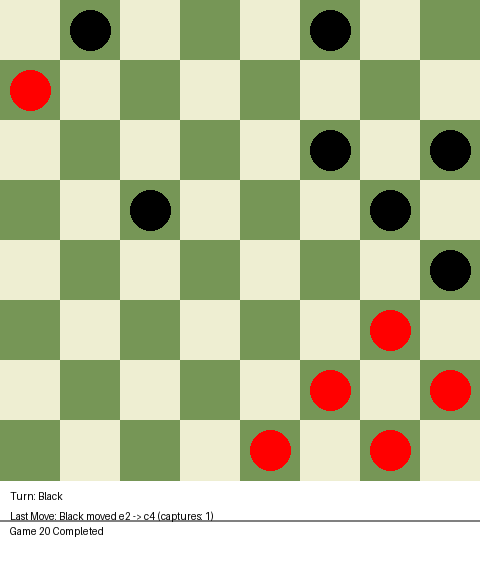 Turn: Black
Last Move: Black moved e2 -> c4 (captures: 1)
Game 20 Completed